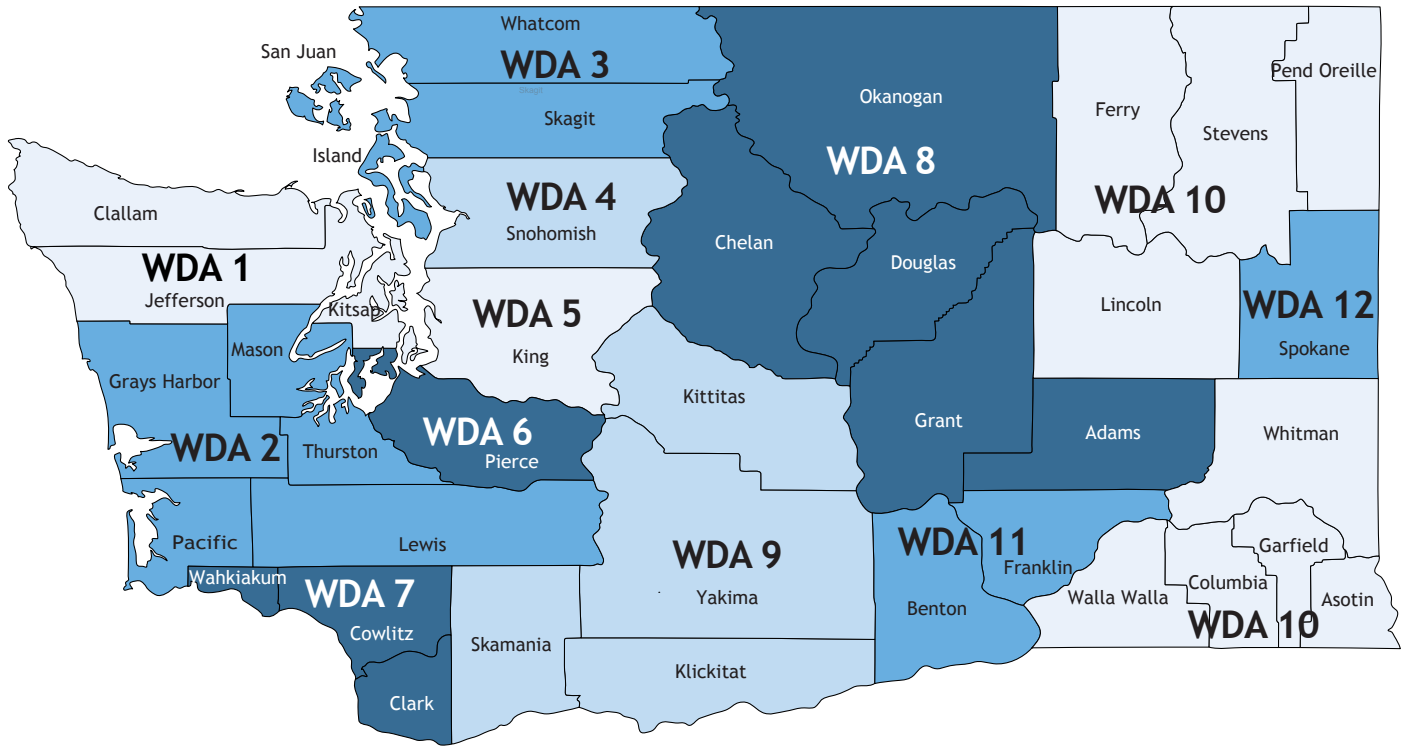 Whatcom
San Juan
WDA 3
Pend Oreille
Skagit
Okanogan
Ferry
Skagit
Stevens
Island
WDA 8
WDA 4
WDA 10
Clallam
Snohomish
Chelan
Douglas
WDA 1
Jefferson
Kitsap
WDA 5
Lincoln
WDA 12
Mason
King
Spokane
Grays Harbor
Kittitas
Grant
Adams
Whitman
WDA 6
WDA 2
Thurston
Pierce
Pacific
Lewis
WDA 9
WDA 11
Garfield
Franklin
Wahkiakum
WDA 7
Yakima
Benton
Walla Walla
Columbia
Asotin
WDA 10
Cowlitz
Skamania
Klickitat
Clark